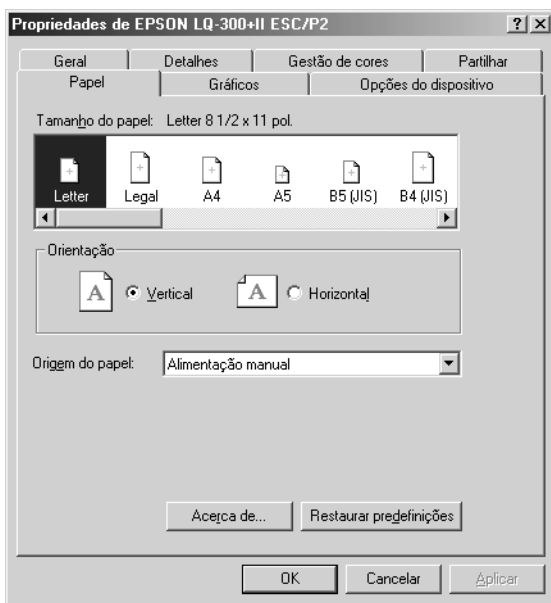 Propriedades de EPSON LQ-300+II ESC/P2
Geral Detalhes Gestão de cores Partilhar
Papel Gráficos Opções do dispositivo
Tamanho do papel: Letter 8 1/2 x 11 pol.
Letter Legal A4 A5 B5 (JIS) B4 (JIS)
Orientação
A Vertical A Horizontal
Origem do papel: Alimentação manual
Acerca de... Restaurar predefinições
OK Cancelar Aplicar